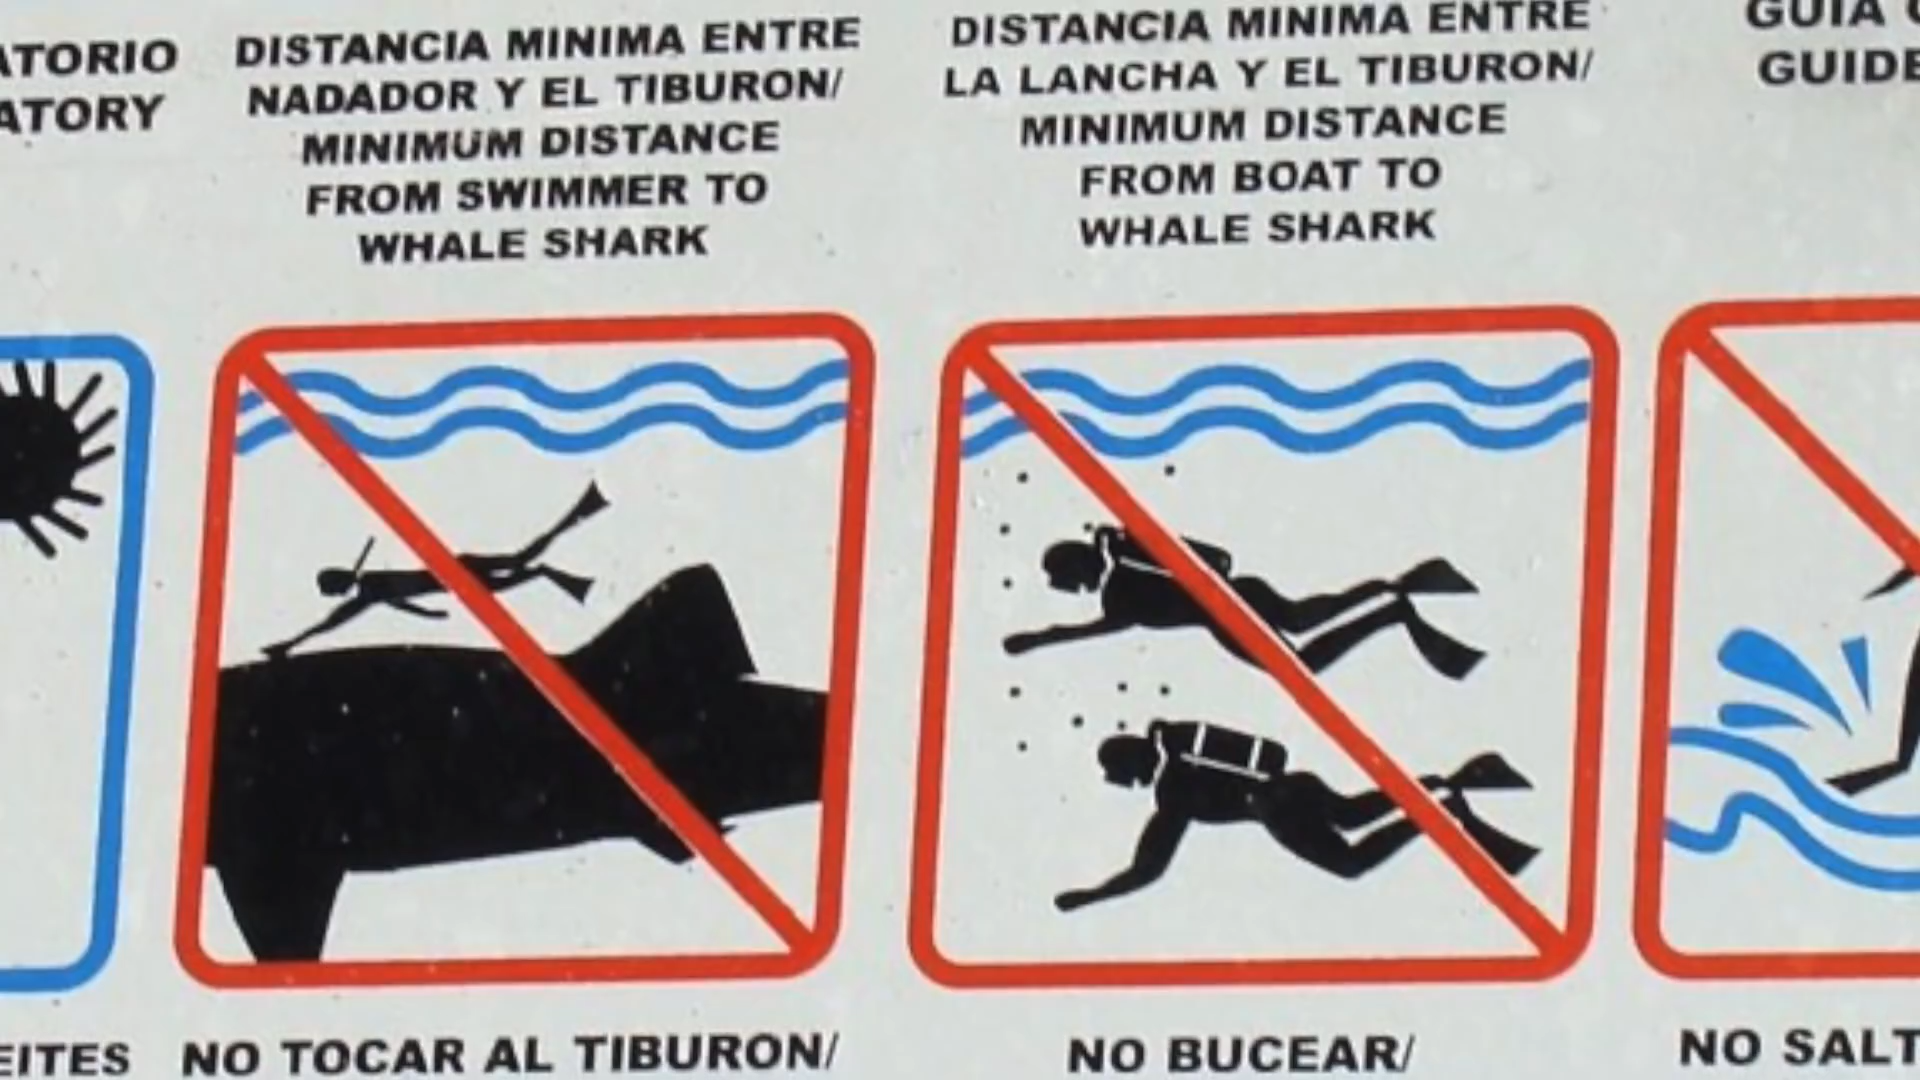 DISTANCIA MINIMA ENTRE
NADADOR Y EL TIBURON/
MINIMUM DISTANCE
FROM SWIMMER TO
WHALE SHARK
DISTANCIA MINIMA ENTRE
LA LANCHA Y EL TIBURON/
MINIMUM DISTANCE
FROM BOAT TO
WHALE SHARK
GUIA
GUIDE
ATORIO
ATORY
EITES
NO TOCAR AL TIBURON/
NO BUCEAR/
NO SALT